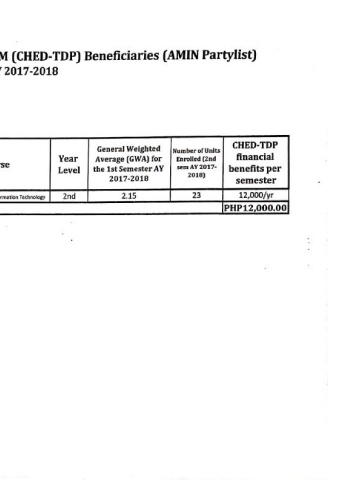 M (CHED-TDP) Beneficiaries (AMIN Partylist)
Y 2017-2018
rse
Year Level
General Weighted Average (GWA) for the 1st Semester AY 2017-2018
Number of Units Enrolled (2nd sem AY 2017-2018)
CHED-TDP financial benefits per semester
rmation Technology 2nd 2.15 23 12,000/yr
PHP12,000.00